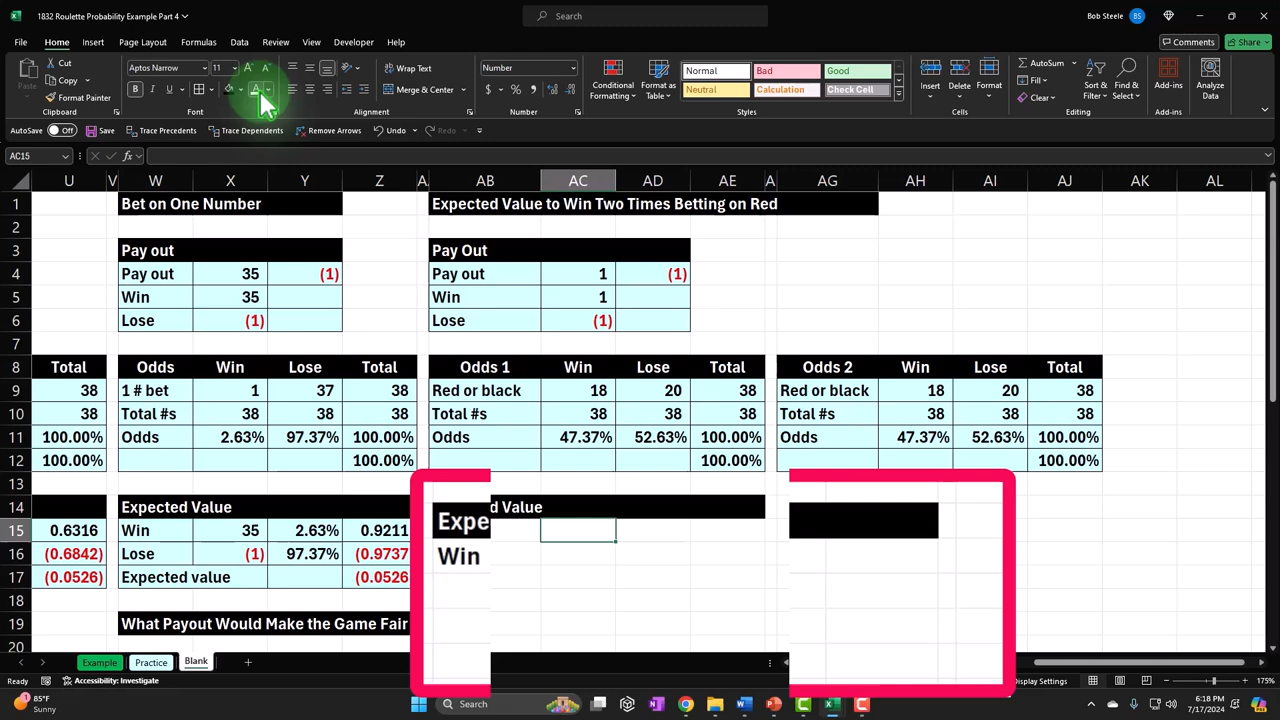 1832 Roulette Probability Example Part 4
Search
Bob Steele BS
File Home Insert Page Layout Formulas Data Review View Developer Help
Comments Share
Paste Cut
Copy
Format Painter
Clipboard
Aptos Narrow 11
Font
Wrap Text
Merge & Center
Alignment
Number
Number
Conditional Formatting
Format as Table
Normal Bad Good
Neutral Calculation Check Cell
Styles
Insert Delete Format
Cells
AutoSum
Fill
Clear
Sort & Filter
Find & Select
Editing
Add-ins
Add-ins
Analyze Data
AutoSave Off Save Trace Precedents Trace Dependents Remove Arrows Undo Redo
AC15 fx
U V W X Y Z AB AC AD AE A AG AH AI AJ AK AL
1 Bet on One Number Expected Value to Win Two Times Betting on Red
2
3 Pay out Pay Out
4 Pay out 35 (1) Pay out 1 (1)
5 Win 35 Win 1
6 Lose (1) Lose (1)
7
8 Total Odds Win Lose Total Odds 1 Win Lose Total Odds 2 Win Lose Total
9 38 1 # bet 1 37 38 Red or black 18 20 38 Red or black 18 20 38
10 38 Total #s 38 38 38 Total #s 38 38 38 Total #s 38 38 38
11 100.00% Odds 2.63% 97.37% 100.00% Odds 47.37% 52.63% 100.00% Odds 47.37% 52.63% 100.00%
12 100.00% 100.00% 100.00% 100.00%
13
14 Expected Value d Value
15 0.6316 Win 35 2.63% 0.9211 Expe
16 (0.6842) Lose (1) 97.37% (0.9737 Win
17 (0.0526) Expected value (0.0526
18
19 What Payout Would Make the Game Fair
20
Example Practice Blank
Ready Accessibility: Investigate Display Settings 175%
85°F
Sunny
Search
6:18 PM
7/17/2024